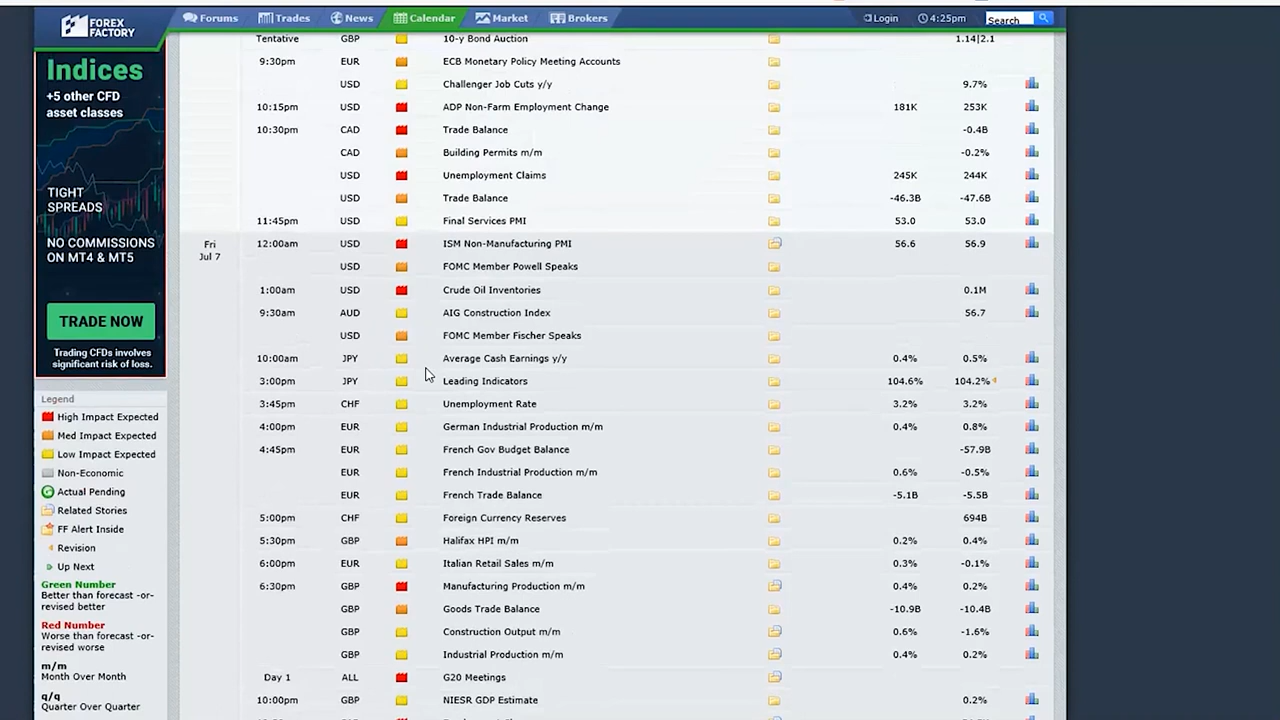 FOREX FACTORY
Forums Trades News Calendar Market Brokers Login 4:25pm Search
Indices
+5 other CFD
asset classes
TIGHT
SPREADS
NO COMMISSIONS
ON MT4 & MT5
TRADE NOW
Trading CFDs involves
significant risk of loss.
Legend
High Impact Expected
Med Impact Expected
Low Impact Expected
Non-Economic
Actual Pending
Related Stories
FF Alert Inside
Revision
Up Next
Green Number
Better than forecast -or-
revised better
Red Number
Worse than forecast -or-
revised worse
m/m
Month Over Month
q/q
Quarter Over Quarter
Tentative GBP 10-y Bond Auction 1.14|2.1
9:30pm EUR ECB Monetary Policy Meeting Accounts
USD Challenger Job Cuts y/y 9.7%
10:15pm USD ADP Non-Farm Employment Change 181K 253K
10:30pm CAD Trade Balance -0.4B
CAD Building Permits m/m -0.2%
USD Unemployment Claims 245K 244K
USD Trade Balance -46.3B -47.6B
11:45pm USD Final Services PMI 53.0 53.0
Fri Jul 7 12:00am USD ISM Non-Manufacturing PMI 56.6 56.9
USD FOMC Member Powell Speaks
1:00am USD Crude Oil Inventories 0.1M
9:30am AUD AIG Construction Index 56.7
USD FOMC Member Fischer Speaks
10:00am JPY Average Cash Earnings y/y 0.4% 0.5%
3:00pm JPY Leading Indicators 104.6% 104.2%
3:45pm CHF Unemployment Rate 3.2% 3.2%
4:00pm EUR German Industrial Production m/m 0.4% 0.8%
4:45pm EUR French Gov Budget Balance -57.9B
EUR French Industrial Production m/m 0.6% -0.5%
EUR French Trade Balance -5.1B -5.5B
5:00pm CHF Foreign Currency Reserves 694B
5:30pm GBP Halifax HPI m/m 0.2% 0.4%
6:00pm EUR Italian Retail Sales m/m 0.3% -0.1%
6:30pm GBP Manufacturing Production m/m 0.4% 0.2%
GBP Goods Trade Balance -10.9B -10.4B
GBP Construction Output m/m 0.6% -1.6%
GBP Industrial Production m/m 0.4% 0.2%
Day 1 ALL G20 Meetings
10:00pm GBP NIESR GDP Estimate 0.2%